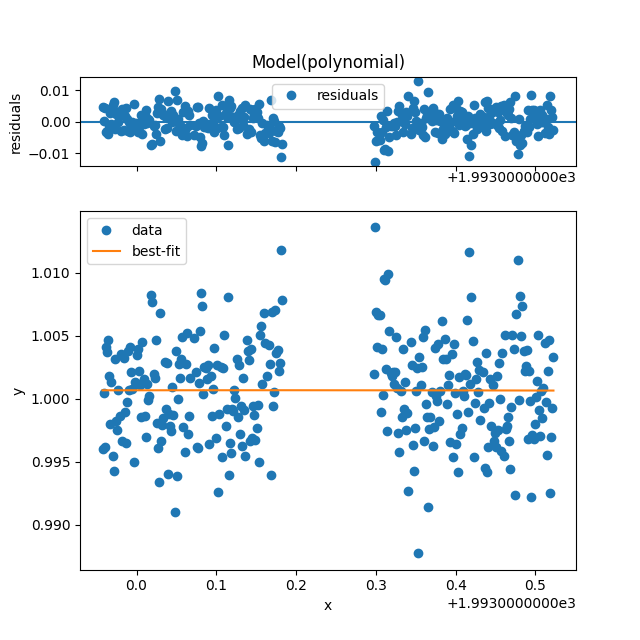 Model(polynomial)
residuals
0.01
0.00
−0.01
residuals
+1.9930000000e3
y
1.010
1.005
1.000
0.995
0.990
data
best-fit
0.0 0.1 0.2 0.3 0.4 0.5
x
+1.9930000000e3